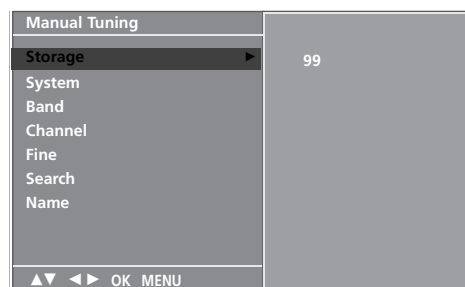 Manual Tuning
Storage ► 99
System
Band
Channel
Fine
Search
Name
▲▼ ◄► OK MENU